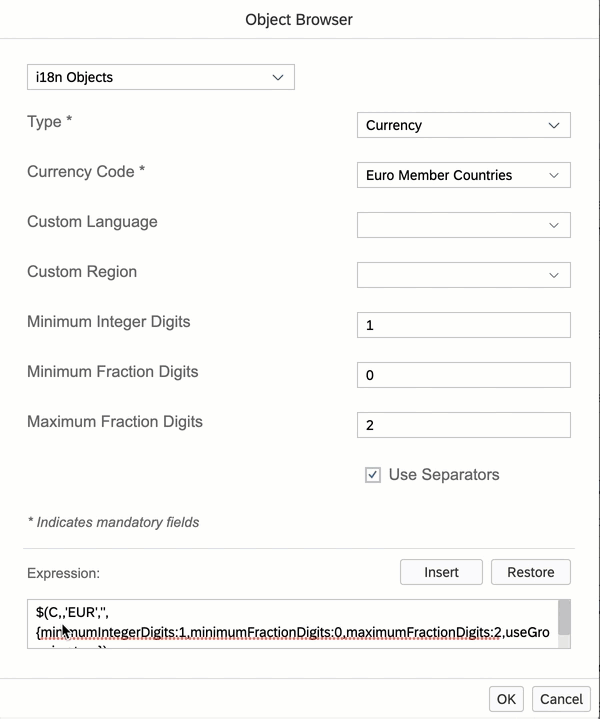 Object Browser
i18n Objects
Type *
Currency
Currency Code *
Euro Member Countries
Custom Language
Custom Region
Minimum Integer Digits
1
Minimum Fraction Digits
0
Maximum Fraction Digits
2
Use Separators
* Indicates mandatory fields
Expression:
Insert
Restore
$(C,,'EUR','',
{minimumIntegerDigits:1,minimumFractionDigits:0,maximumFractionDigits:2,useGro
OK
Cancel